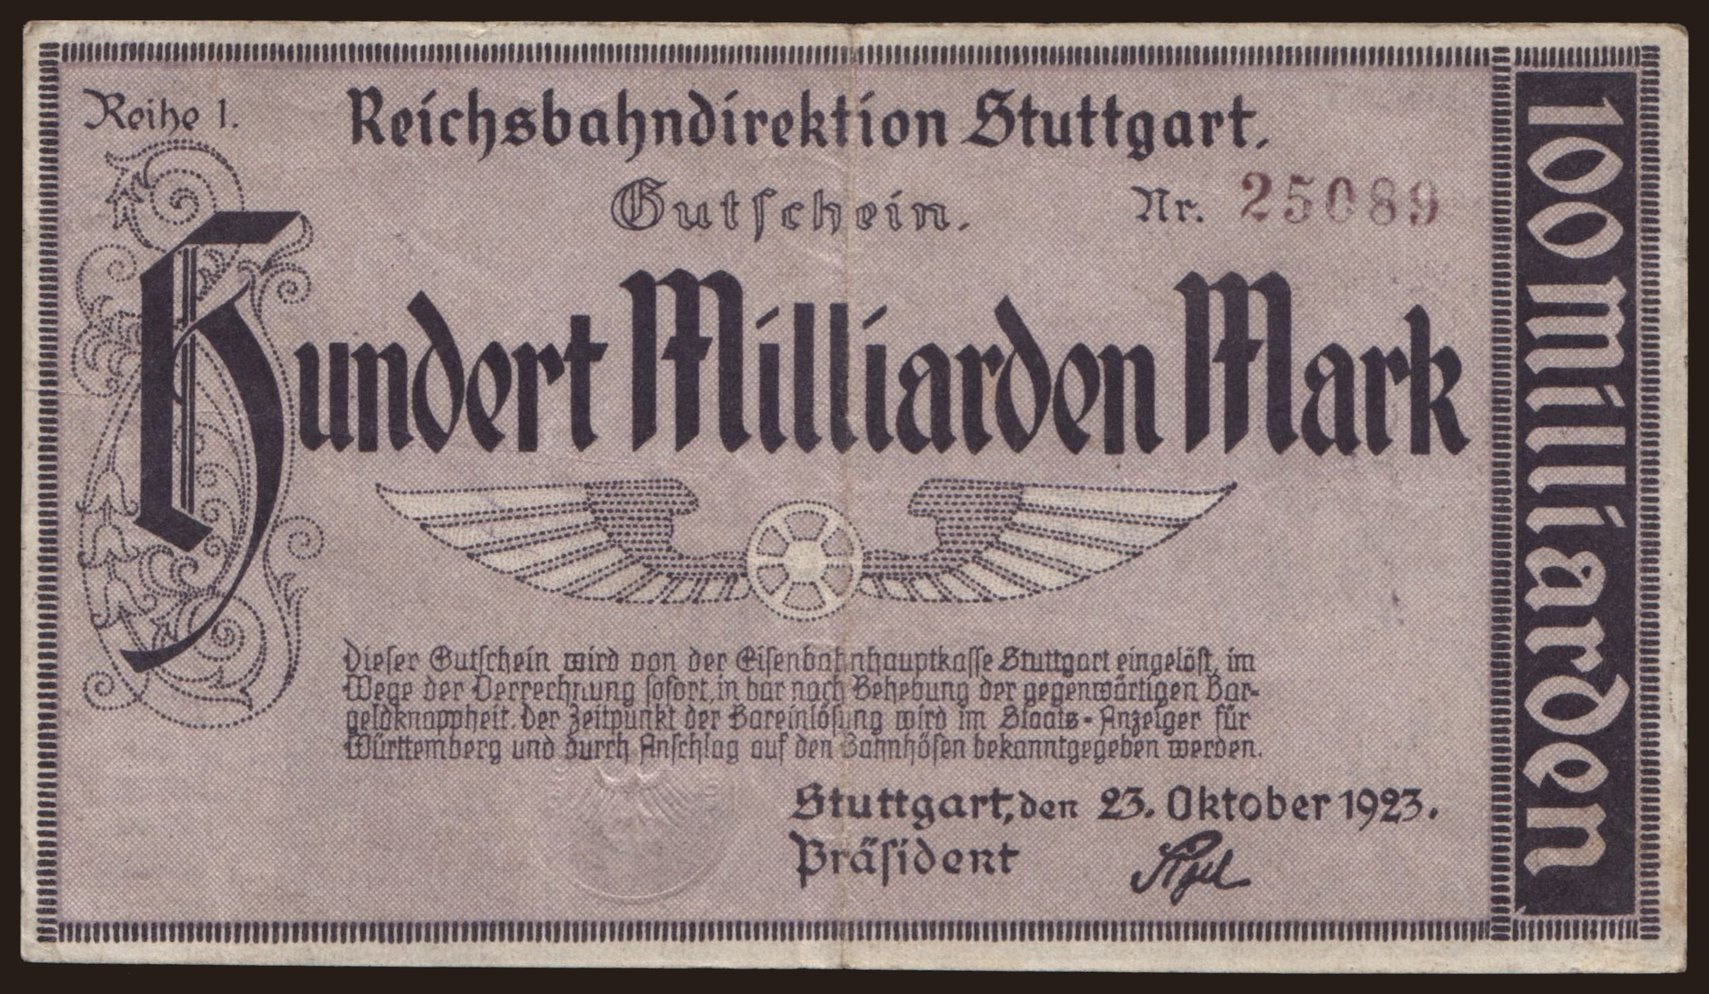 Reihe 1.
Reichsbahndirektion Stuttgart.
Gutschein.
Nr. 25089
Hundert Milliarden Mark
Dieser Gutschein wird von der Eisenbahnhauptkasse Stuttgart eingelöst, im
Wege der Verrechnung sofort, in bar nach Behebung der gegenwärtigen Bar-
geldknappheit. Der Zeitpunkt der Bareinlösung wird im Staats-Anzeiger für
Württemberg und durch Anschlag auf den Bahnhöfen bekanntgegeben werden.
Stuttgart, den 23. Oktober 1923.
Präsident
100 Milliarden